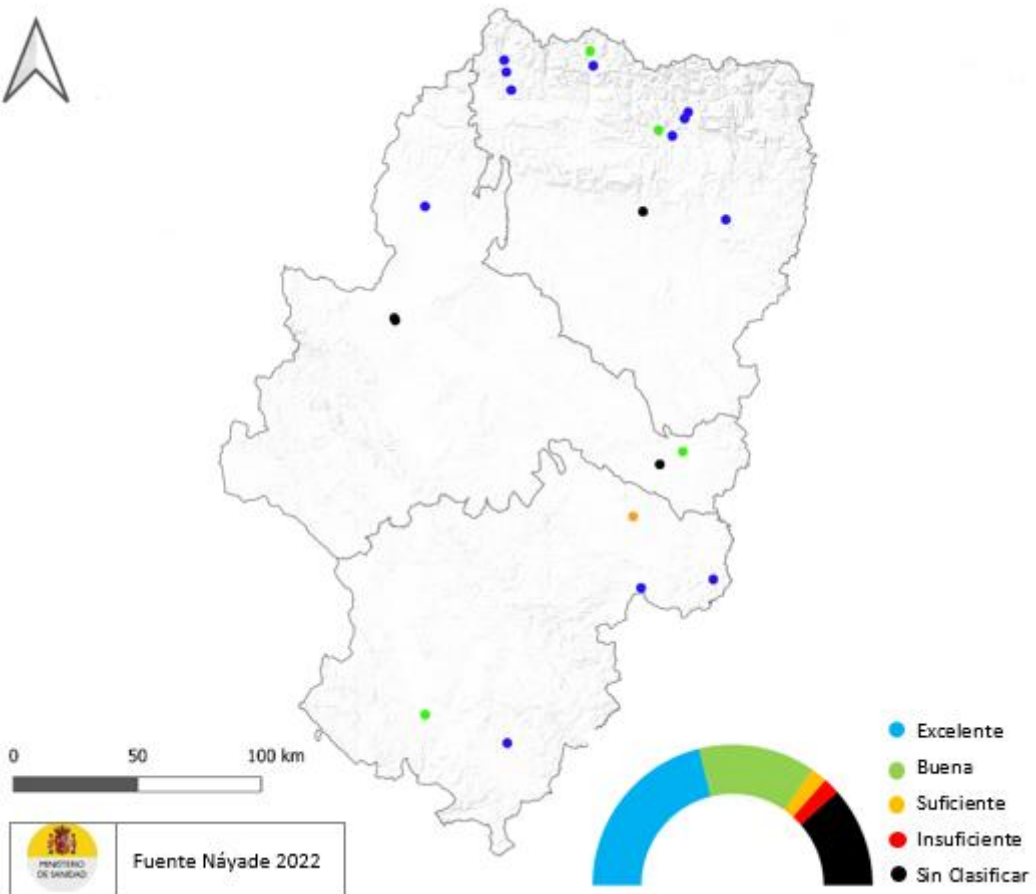 0 50 100 km
MINISTERIO
DE SANIDAD
Fuente Náyade 2022
Excelente
Buena
Suficiente
Insuficiente
Sin Clasificar